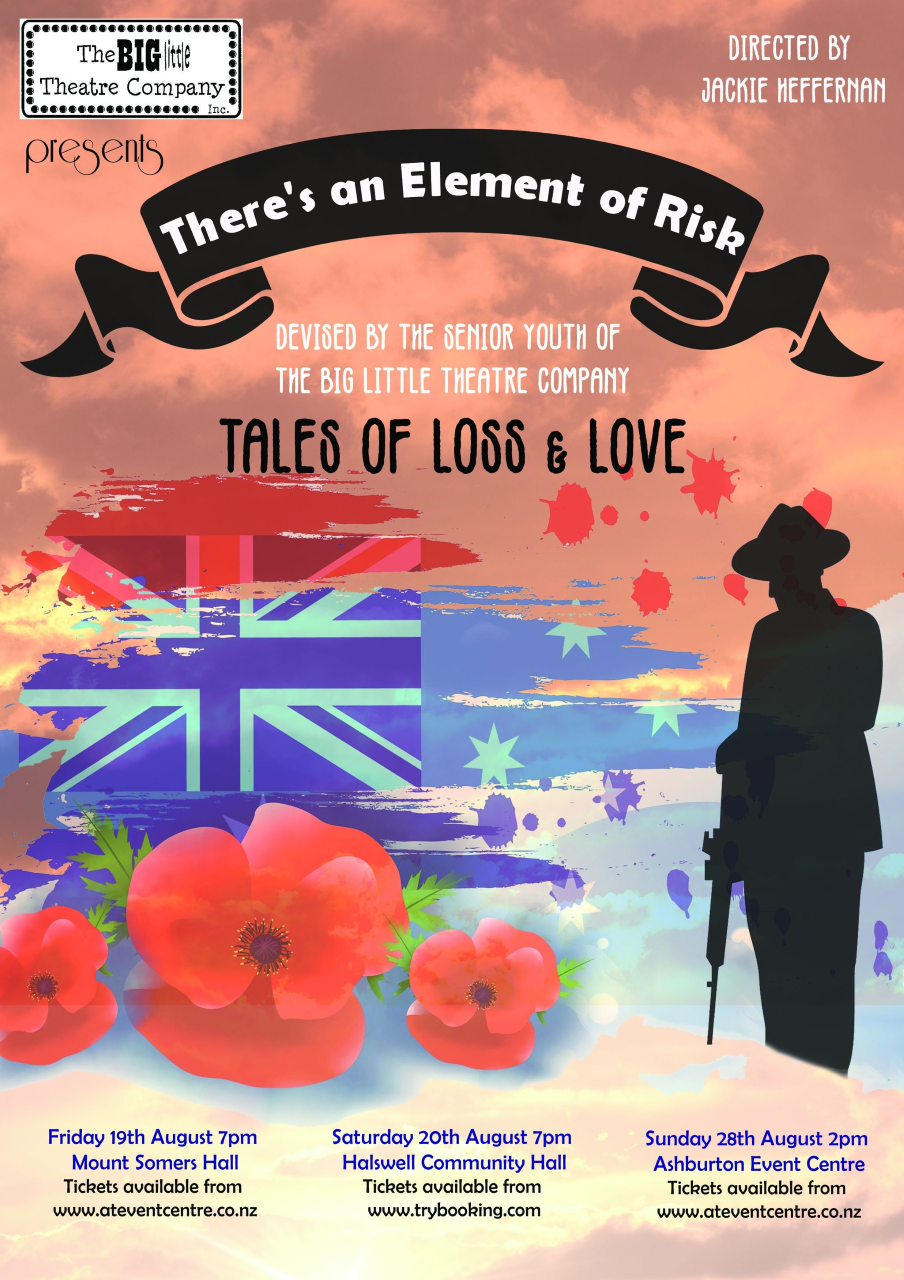 The BIG little
Theatre Company
Inc.
presents
DIRECTED BY
JACKIE HEFFERNAN
There's an Element of Risk
DEVISED BY THE SENIOR YOUTH OF
THE BIG LITTLE THEATRE COMPANY
TALES OF LOSS & LOVE
Friday 19th August 7pm
Mount Somers Hall
Tickets available from
www.ateventcentre.co.nz
Saturday 20th August 7pm
Halswell Community Hall
Tickets available from
www.trybooking.com
Sunday 28th August 2pm
Ashburton Event Centre
Tickets available from
www.ateventcentre.co.nz